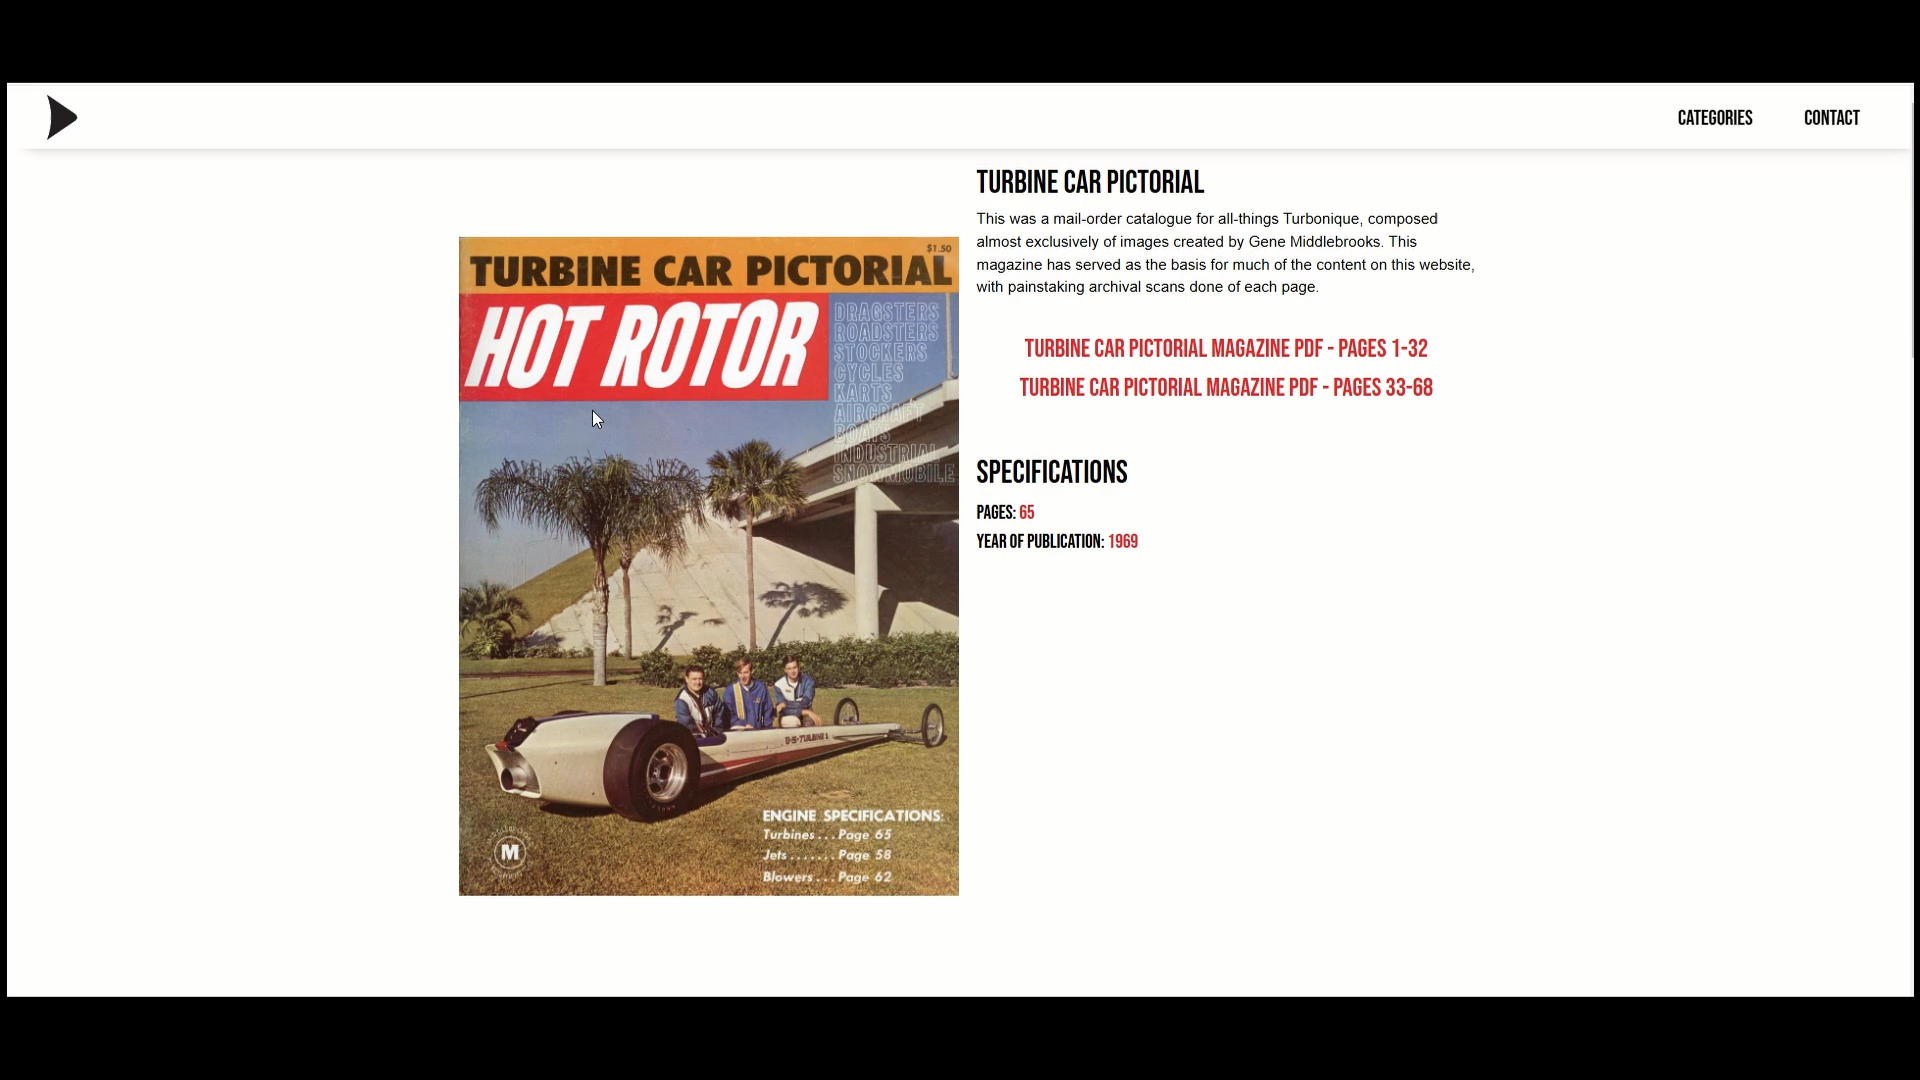 CATEGORIES
CONTACT
TURBINE CAR PICTORIAL
This was a mail-order catalogue for all-things Turbonique, composed
almost exclusively of images created by Gene Middlebrooks. This
magazine has served as the basis for much of the content on this website,
with painstaking archival scans done of each page.
TURBINE CAR PICTORIAL MAGAZINE PDF - PAGES 1-32
TURBINE CAR PICTORIAL MAGAZINE PDF - PAGES 33-68
SPECIFICATIONS
PAGES: 65
YEAR OF PUBLICATION: 1969
$1.50
TURBINE CAR PICTORIAL
HOT ROTOR
DRAGSTERS
ROADSTERS
STOCKERS
CYCLES
KARTS
AIRCRAFT
BOATS
INDUSTRIAL
SNOWMOBILE
U-S-TURBINE 1
ENGINE SPECIFICATIONS:
Turbines . . . Page 65
Jets . . . . . . . Page 58
Blowers . . . Page 62
M